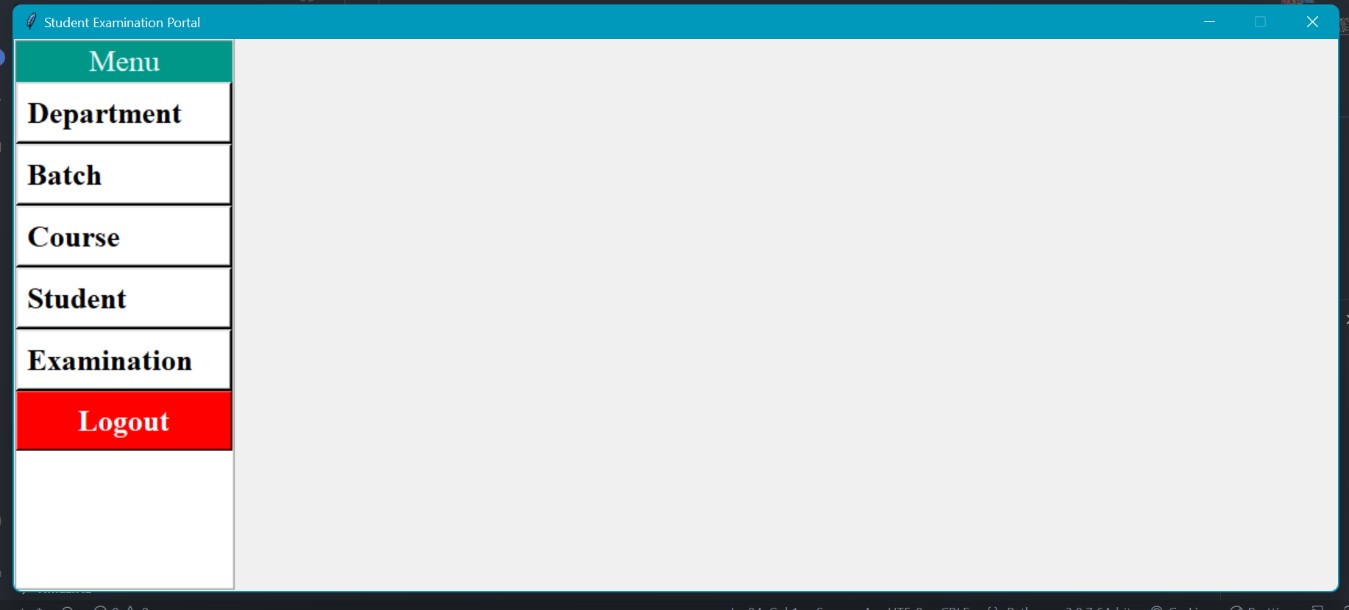 Student Examination Portal
Menu
Department
Batch
Course
Student
Examination
Logout